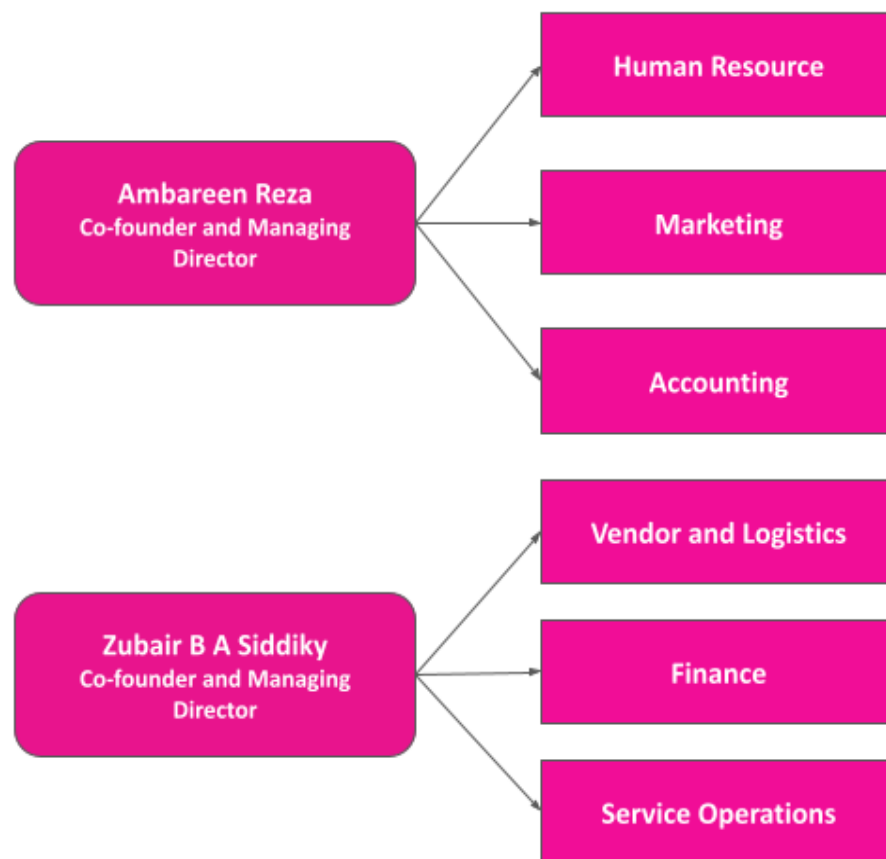 Human Resource
Ambareen Reza
Co-founder and Managing
Director
Marketing
Accounting
Vendor and Logistics
Zubair B A Siddiky
Co-founder and Managing
Director
Finance
Service Operations